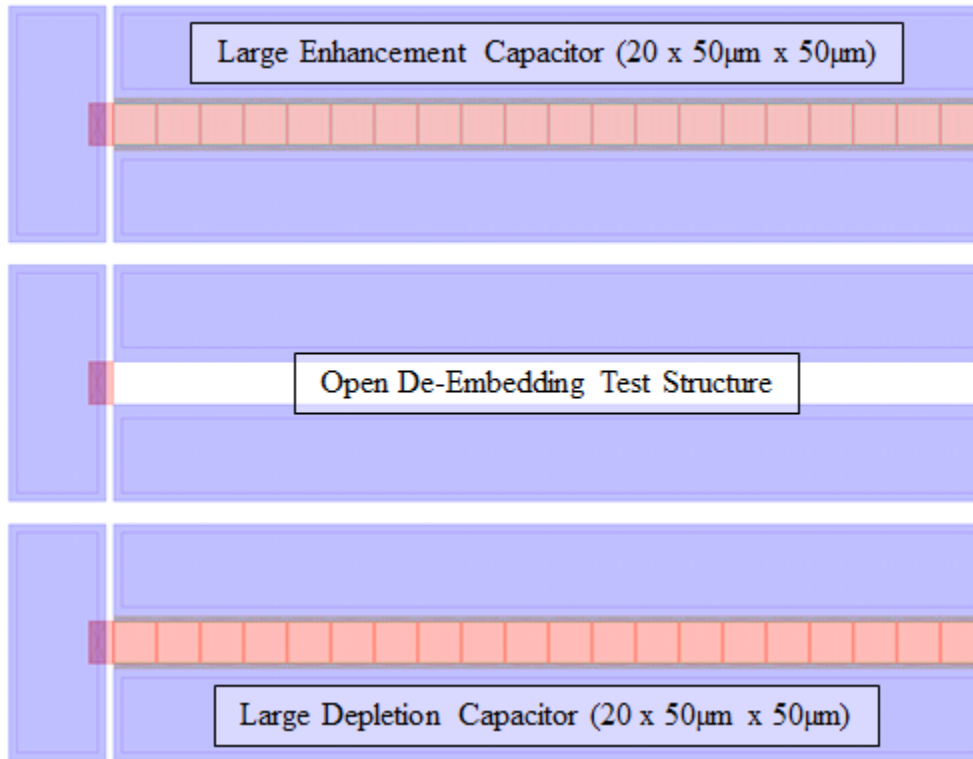 Large Enhancement Capacitor (20 x 50μm x 50μm)
Open De-Embedding Test Structure
Large Depletion Capacitor (20 x 50μm x 50μm)